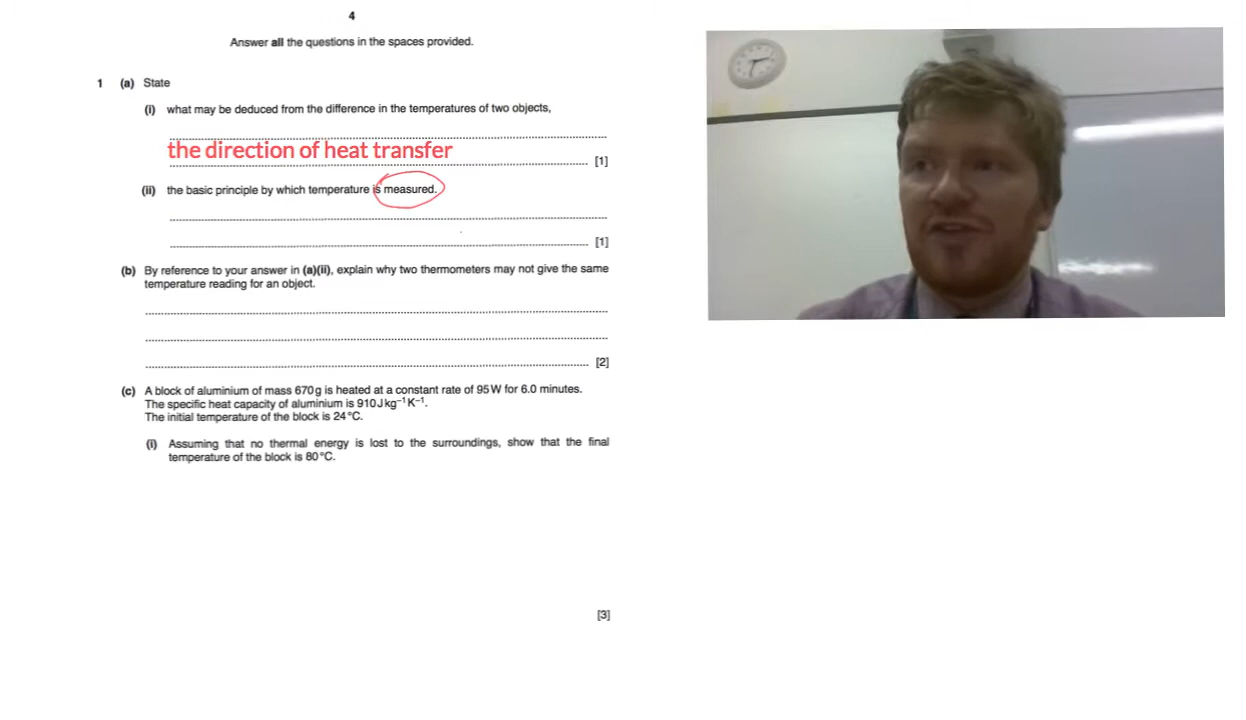 4
Answer all the questions in the spaces provided.
1 (a) State
(i) what may be deduced from the difference in the temperatures of two objects,
the direction of heat transfer
[1]
(ii) the basic principle by which temperature is measured.
[1]
(b) By reference to your answer in (a)(ii), explain why two thermometers may not give the same
temperature reading for an object.
[2]
(c) A block of aluminium of mass 670 g is heated at a constant rate of 95 W for 6.0 minutes.
The specific heat capacity of aluminium is 910 J kg⁻¹ K⁻¹.
The initial temperature of the block is 24 °C.
(i) Assuming that no thermal energy is lost to the surroundings, show that the final
temperature of the block is 80 °C.
[3]